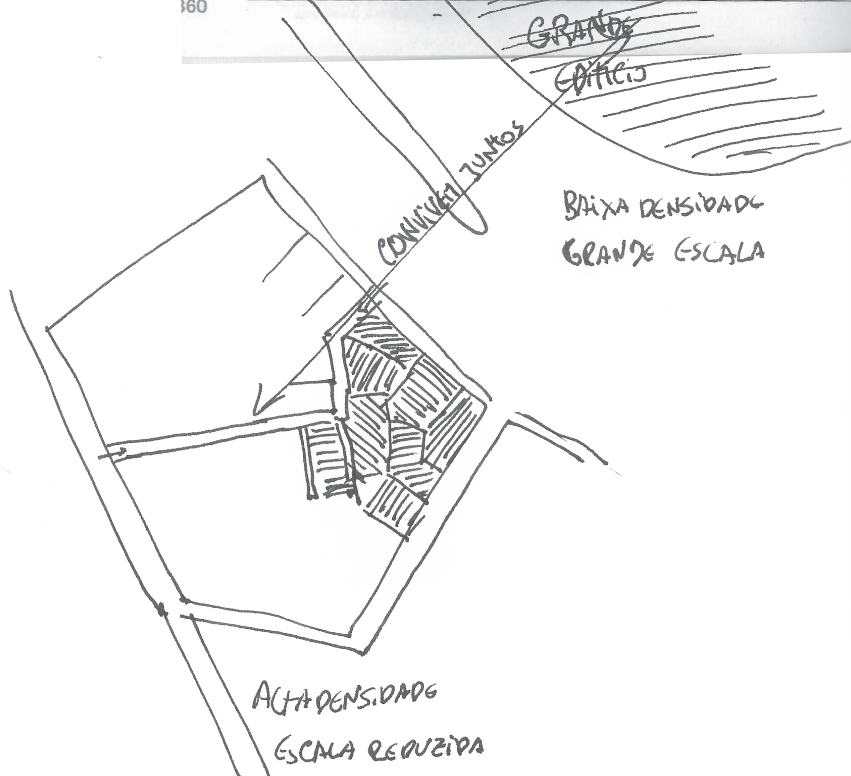 360
GRANDE
EDIFICIO
CONVIVEM JUNTOS
BAIXA DENSIDADE
GRANDE ESCALA
ALTA DENSIDADE
ESCALA REDUZIDA